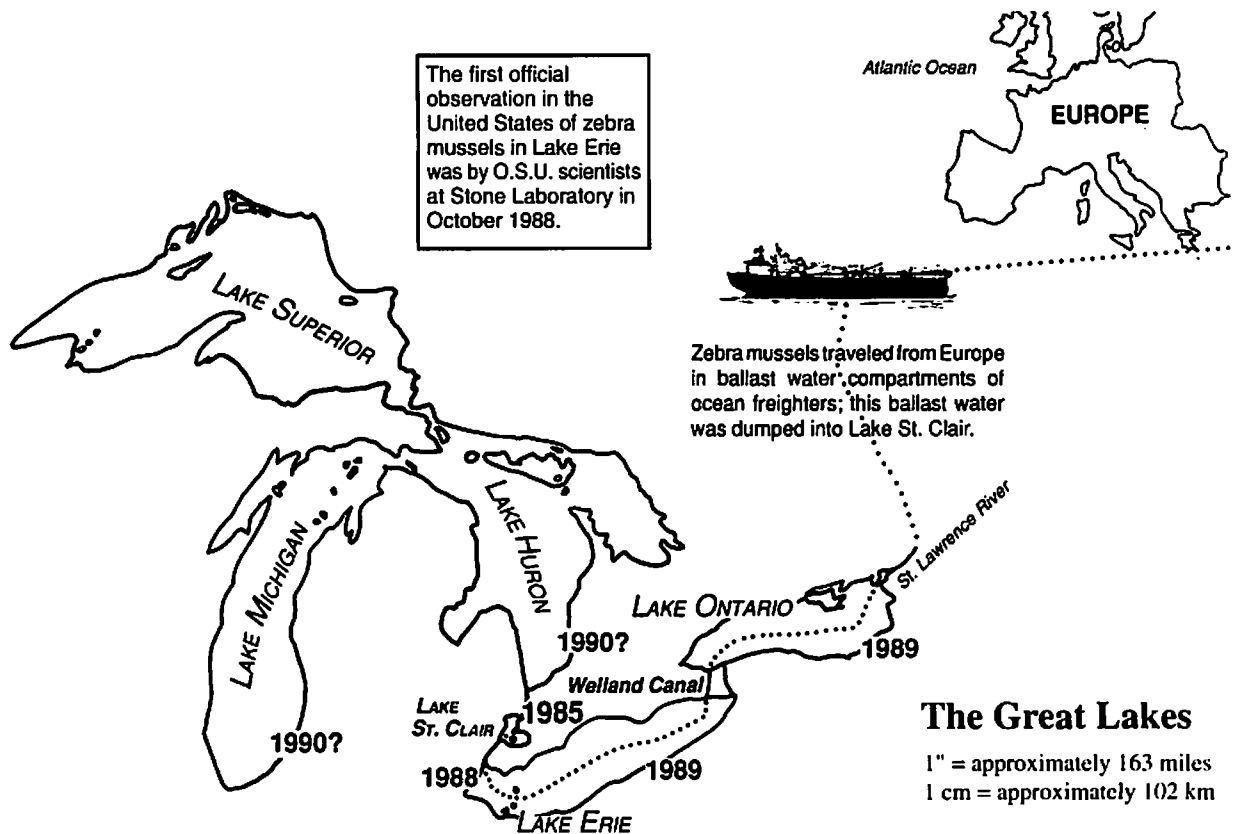 The first official
observation in the
United States of zebra
mussels in Lake Erie
was by O.S.U. scientists
at Stone Laboratory in
October 1988.
Atlantic Ocean
EUROPE
LAKE SUPERIOR
Zebra mussels traveled from Europe
in ballast water compartments of
ocean freighters; this ballast water
was dumped into Lake St. Clair.
LAKE MICHIGAN
1990?
LAKE HURON
1990?
St. Lawrence River
LAKE ONTARIO
1989
Welland Canal
LAKE
ST. CLAIR
1985
1988
1989
LAKE ERIE
The Great Lakes
1" = approximately 163 miles
1 cm = approximately 102 km